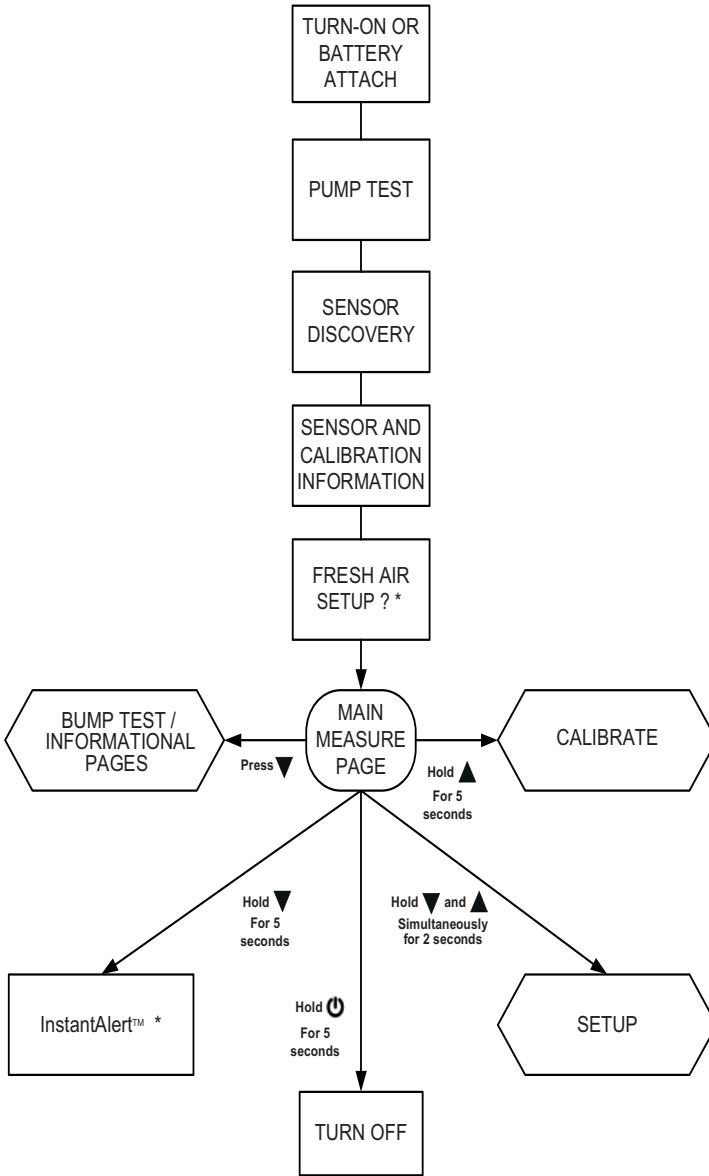 TURN-ON OR
BATTERY
ATTACH
PUMP TEST
SENSOR
DISCOVERY
SENSOR AND
CALIBRATION
INFORMATION
FRESH AIR
SETUP ? *
BUMP TEST /
INFORMATIONAL
PAGES
Press ▼
MAIN
MEASURE
PAGE
Hold ▲
For 5
seconds
CALIBRATE
Hold ▼
For 5
seconds
InstantAlert™ *
Hold ⏻
For 5
seconds
TURN OFF
Hold ▼ and ▲
Simultaneously
for 2 seconds
SETUP